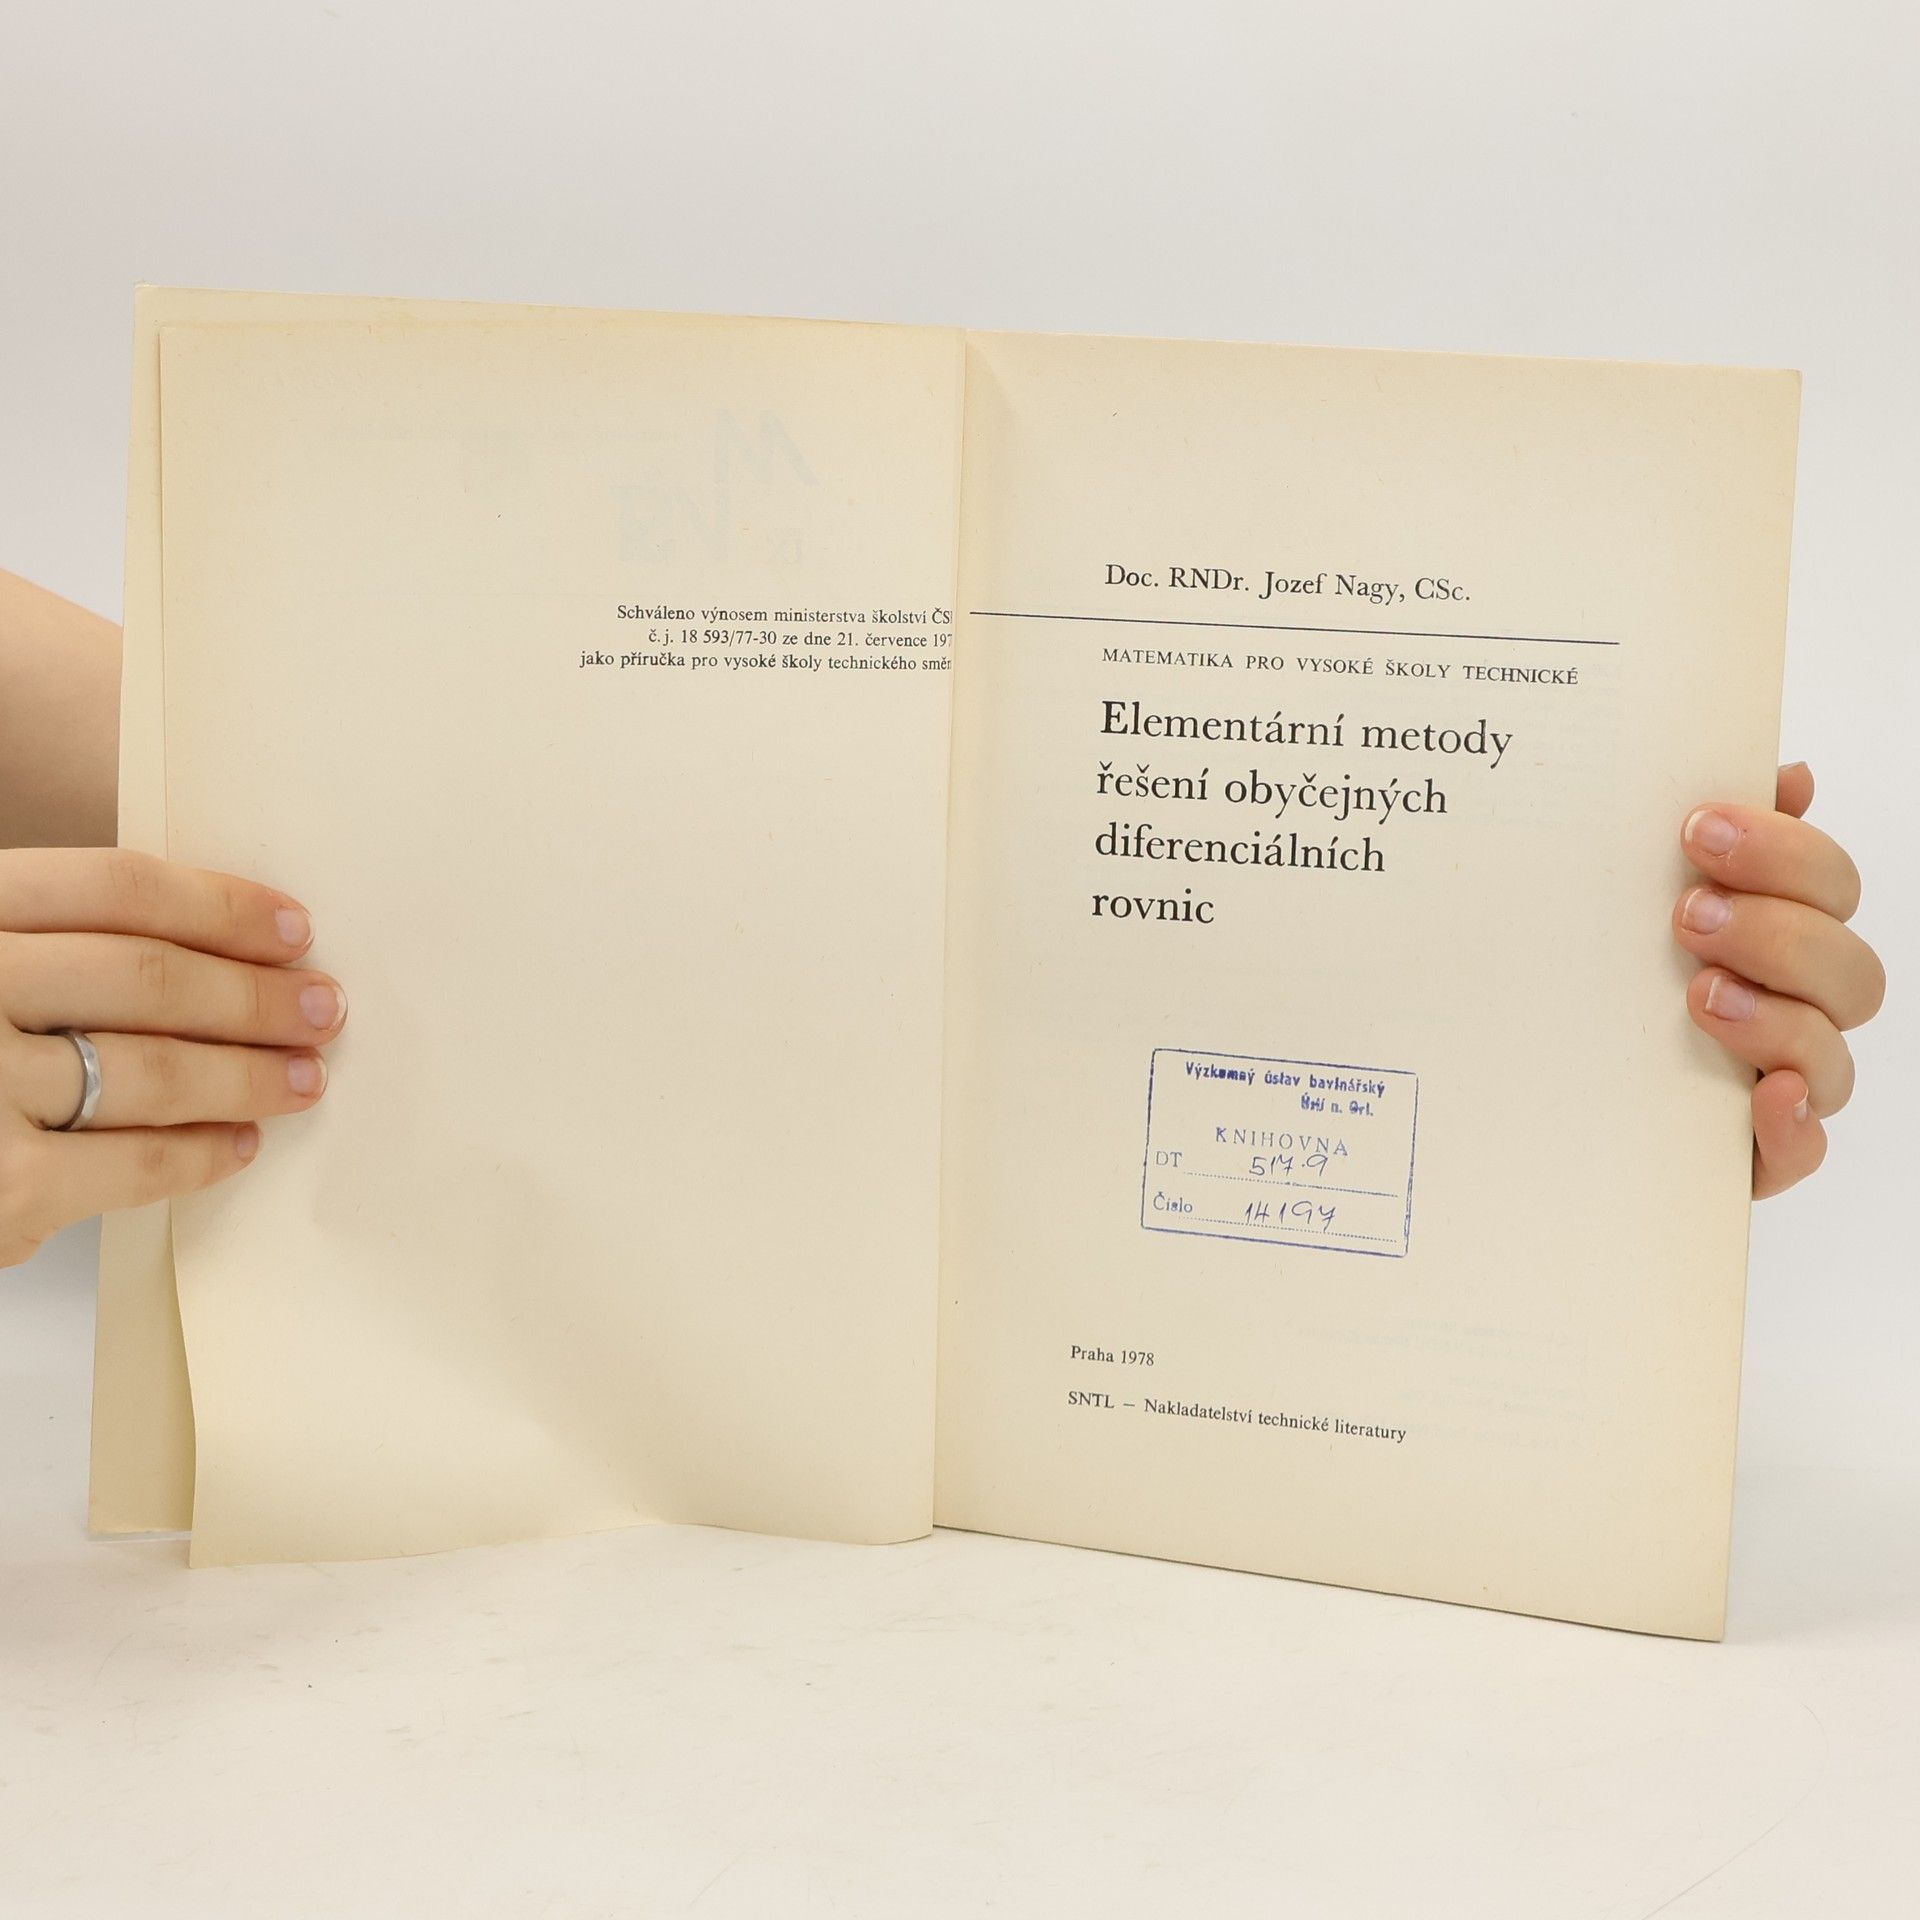 Schváleno výnosem ministerstva školství ČS
č. j. 18 593/77-30 ze dne 21. července 197
jako příručka pro vysoké školy technického směr
Doc. RNDr. Jozef Nagy, CSc.
MATEMATIKA PRO VYSOKÉ ŠKOLY TECHNICKÉ
Elementární metody
řešení obyčejných
diferenciálních
rovnic
Výzkumný ústav bavlnářský
Ústí n. Orl.
KNIHOVNA
DT 517.9
Číslo 14197
Praha 1978
SNTL – Nakladatelství technické literatury